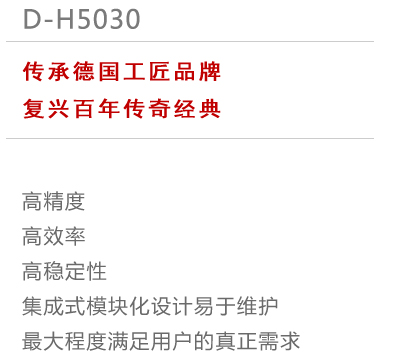 D-H5030
传承德国工匠品牌
复兴百年传奇经典
高精度
高效率
高稳定性
集成式模块化设计易于维护
最大程度满足用户的真正需求